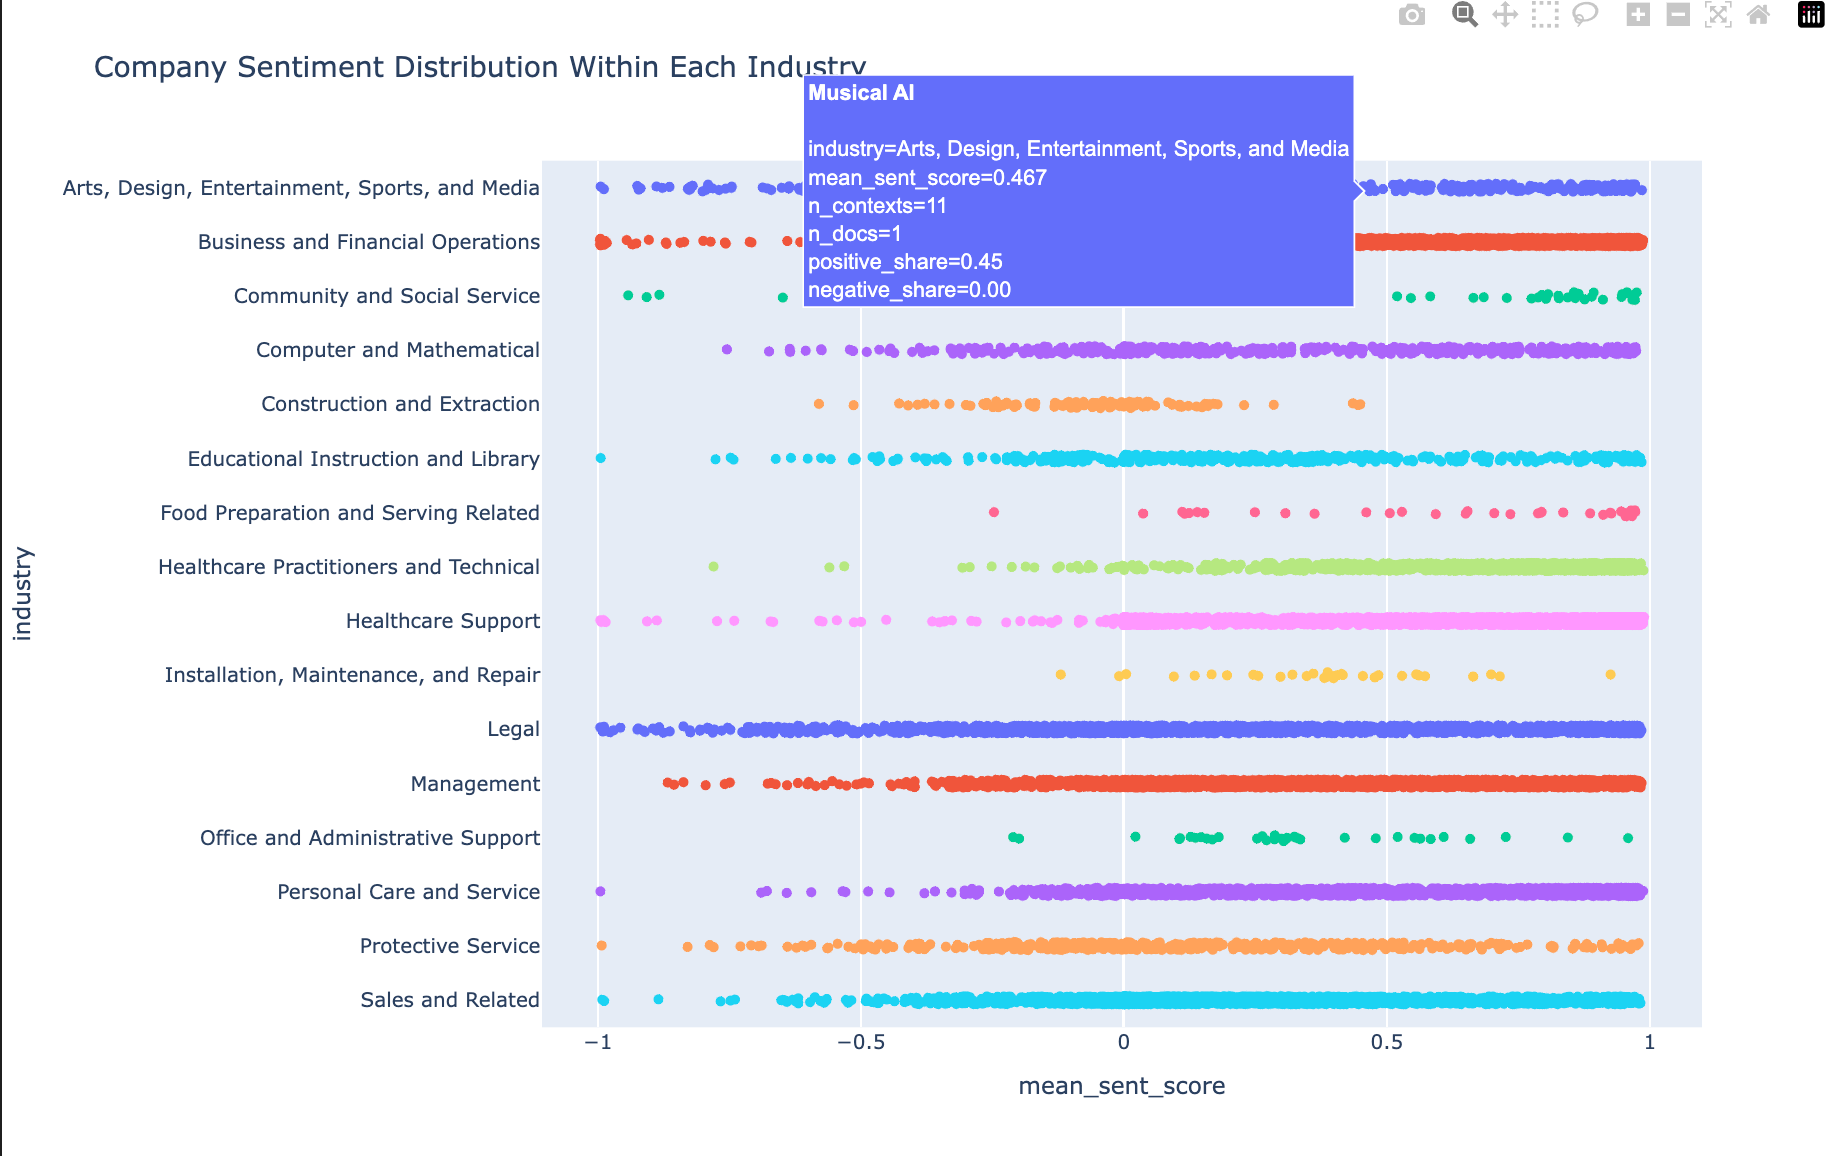 Company Sentiment Distribution Within Each Industry
Musical AI
industry=Arts, Design, Entertainment, Sports, and Media
mean_sent_score=0.467
n_contexts=11
n_docs=1
positive_share=0.45
negative_share=0.00
Arts, Design, Entertainment, Sports, and Media
Business and Financial Operations
Community and Social Service
Computer and Mathematical
Construction and Extraction
Educational Instruction and Library
Food Preparation and Serving Related
Healthcare Practitioners and Technical
Healthcare Support
Installation, Maintenance, and Repair
Legal
Management
Office and Administrative Support
Personal Care and Service
Protective Service
Sales and Related
industry
−1
−0.5
0
0.5
1
mean_sent_score